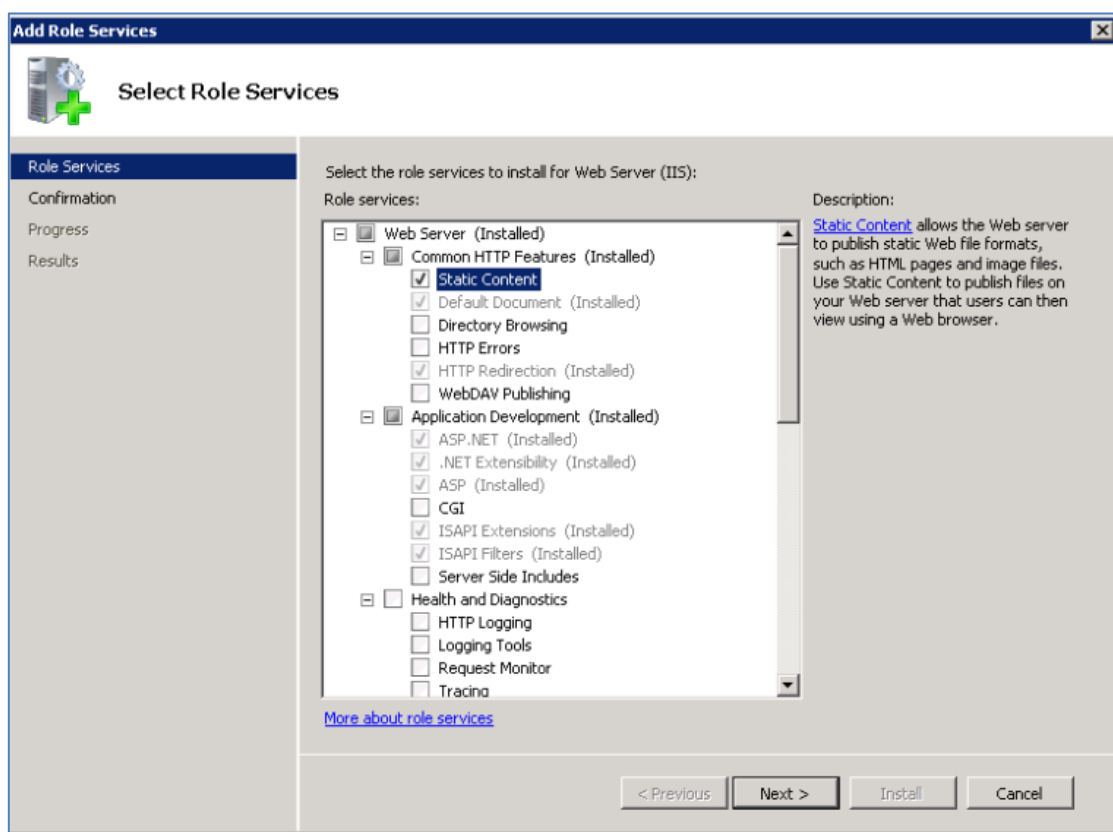 Add Role Services
Select Role Services
Role Services
Confirmation
Progress
Results
Select the role services to install for Web Server (IIS):
Role services:
Web Server (Installed)
Common HTTP Features (Installed)
Static Content
Default Document (Installed)
Directory Browsing
HTTP Errors
HTTP Redirection (Installed)
WebDAV Publishing
Application Development (Installed)
ASP.NET (Installed)
.NET Extensibility (Installed)
ASP (Installed)
CGI
ISAPI Extensions (Installed)
ISAPI Filters (Installed)
Server Side Includes
Health and Diagnostics
HTTP Logging
Logging Tools
Request Monitor
Tracing
More about role services
Description:
Static Content allows the Web server
to publish static Web file formats,
such as HTML pages and image files.
Use Static Content to publish files on
your Web server that users can then
view using a Web browser.
< Previous
Next >
Install
Cancel